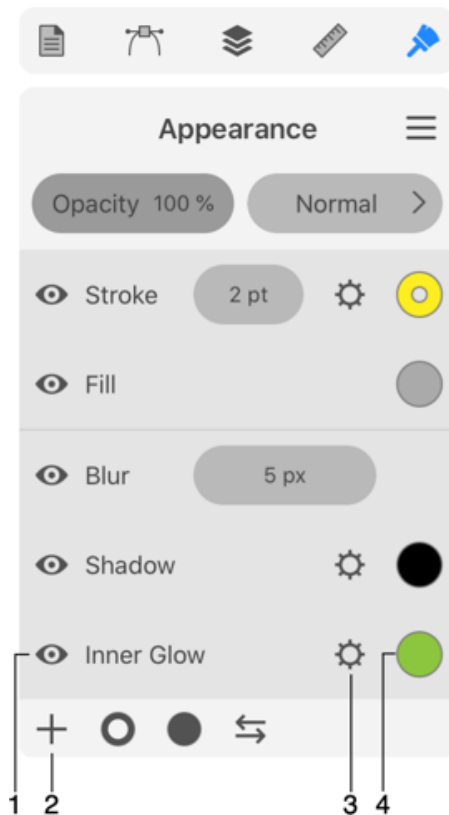 Appearance
Opacity 100 %
Normal
Stroke 2 pt
Fill
Blur 5 px
Shadow
Inner Glow
1 2 3 4